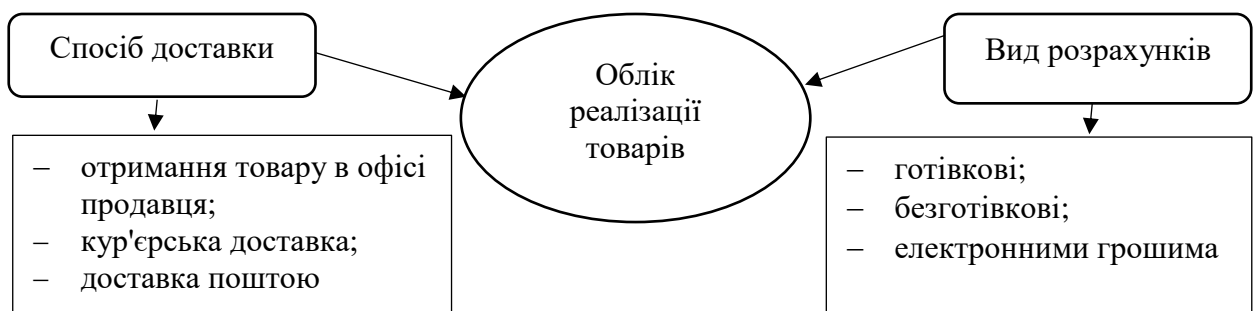 Спосіб доставки
Облік
реалізації
товарів
Вид розрахунків
– отримання товару в офісі
продавця;
– кур'єрська доставка;
– доставка поштою
– готівкові;
– безготівкові;
– електронними грошима